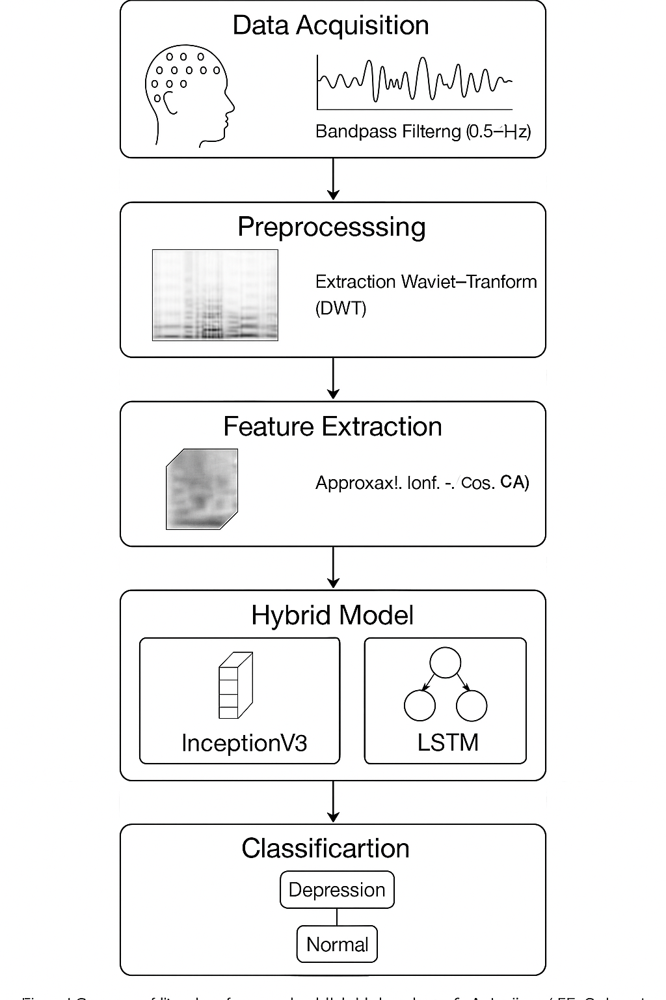 Data Acquisition
Bandpass Filterng (0.5–Hz)
Preprocesssing
Extraction Waviet–Tranform
(DWT)
Feature Extraction
Approxax!. Ionf. -. Cos. CA)
Hybrid Model
InceptionV3
LSTM
Classificartion
Depression
Normal